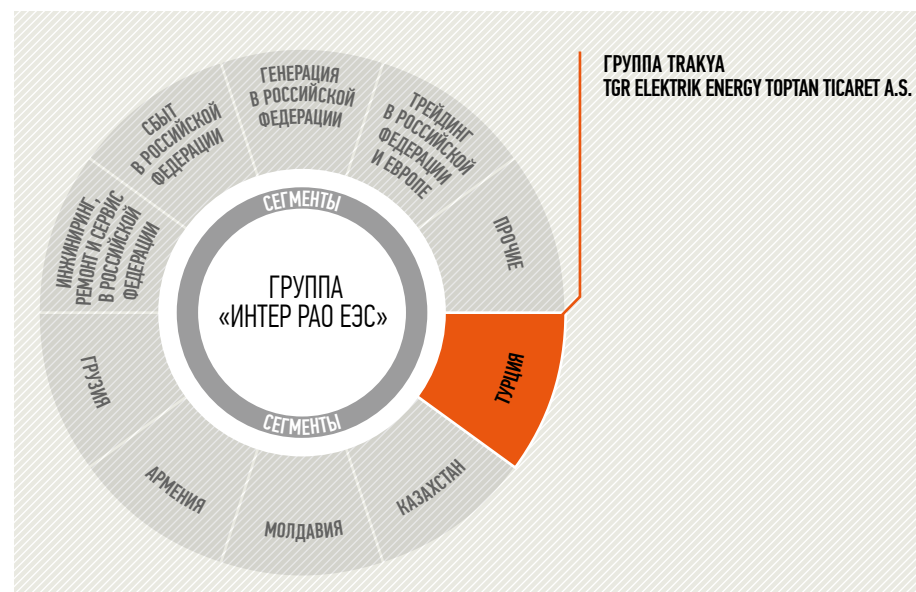 ГРУППА TRAKYA
TGR ELEKTRIK ENERGY TOPTAN TICARET A.S.
ГЕНЕРАЦИЯ
В РОССИЙСКОЙ
ФЕДЕРАЦИИ
ТРЕЙДИНГ
В РОССИЙСКОЙ
ФЕДЕРАЦИИ
И ЕВРОПЕ
ПРОЧИЕ
ТУРЦИЯ
КАЗАХСТАН
МОЛДАВИЯ
АРМЕНИЯ
ГРУЗИЯ
ИНЖИНИРИНГ,
РЕМОНТ И СЕРВИС
В РОССИЙСКОЙ
ФЕДЕРАЦИИ
СБЫТ
В РОССИЙСКОЙ
ФЕДЕРАЦИИ
СЕГМЕНТЫ
ГРУППА
«ИНТЕР РАО ЕЭС»
СЕГМЕНТЫ